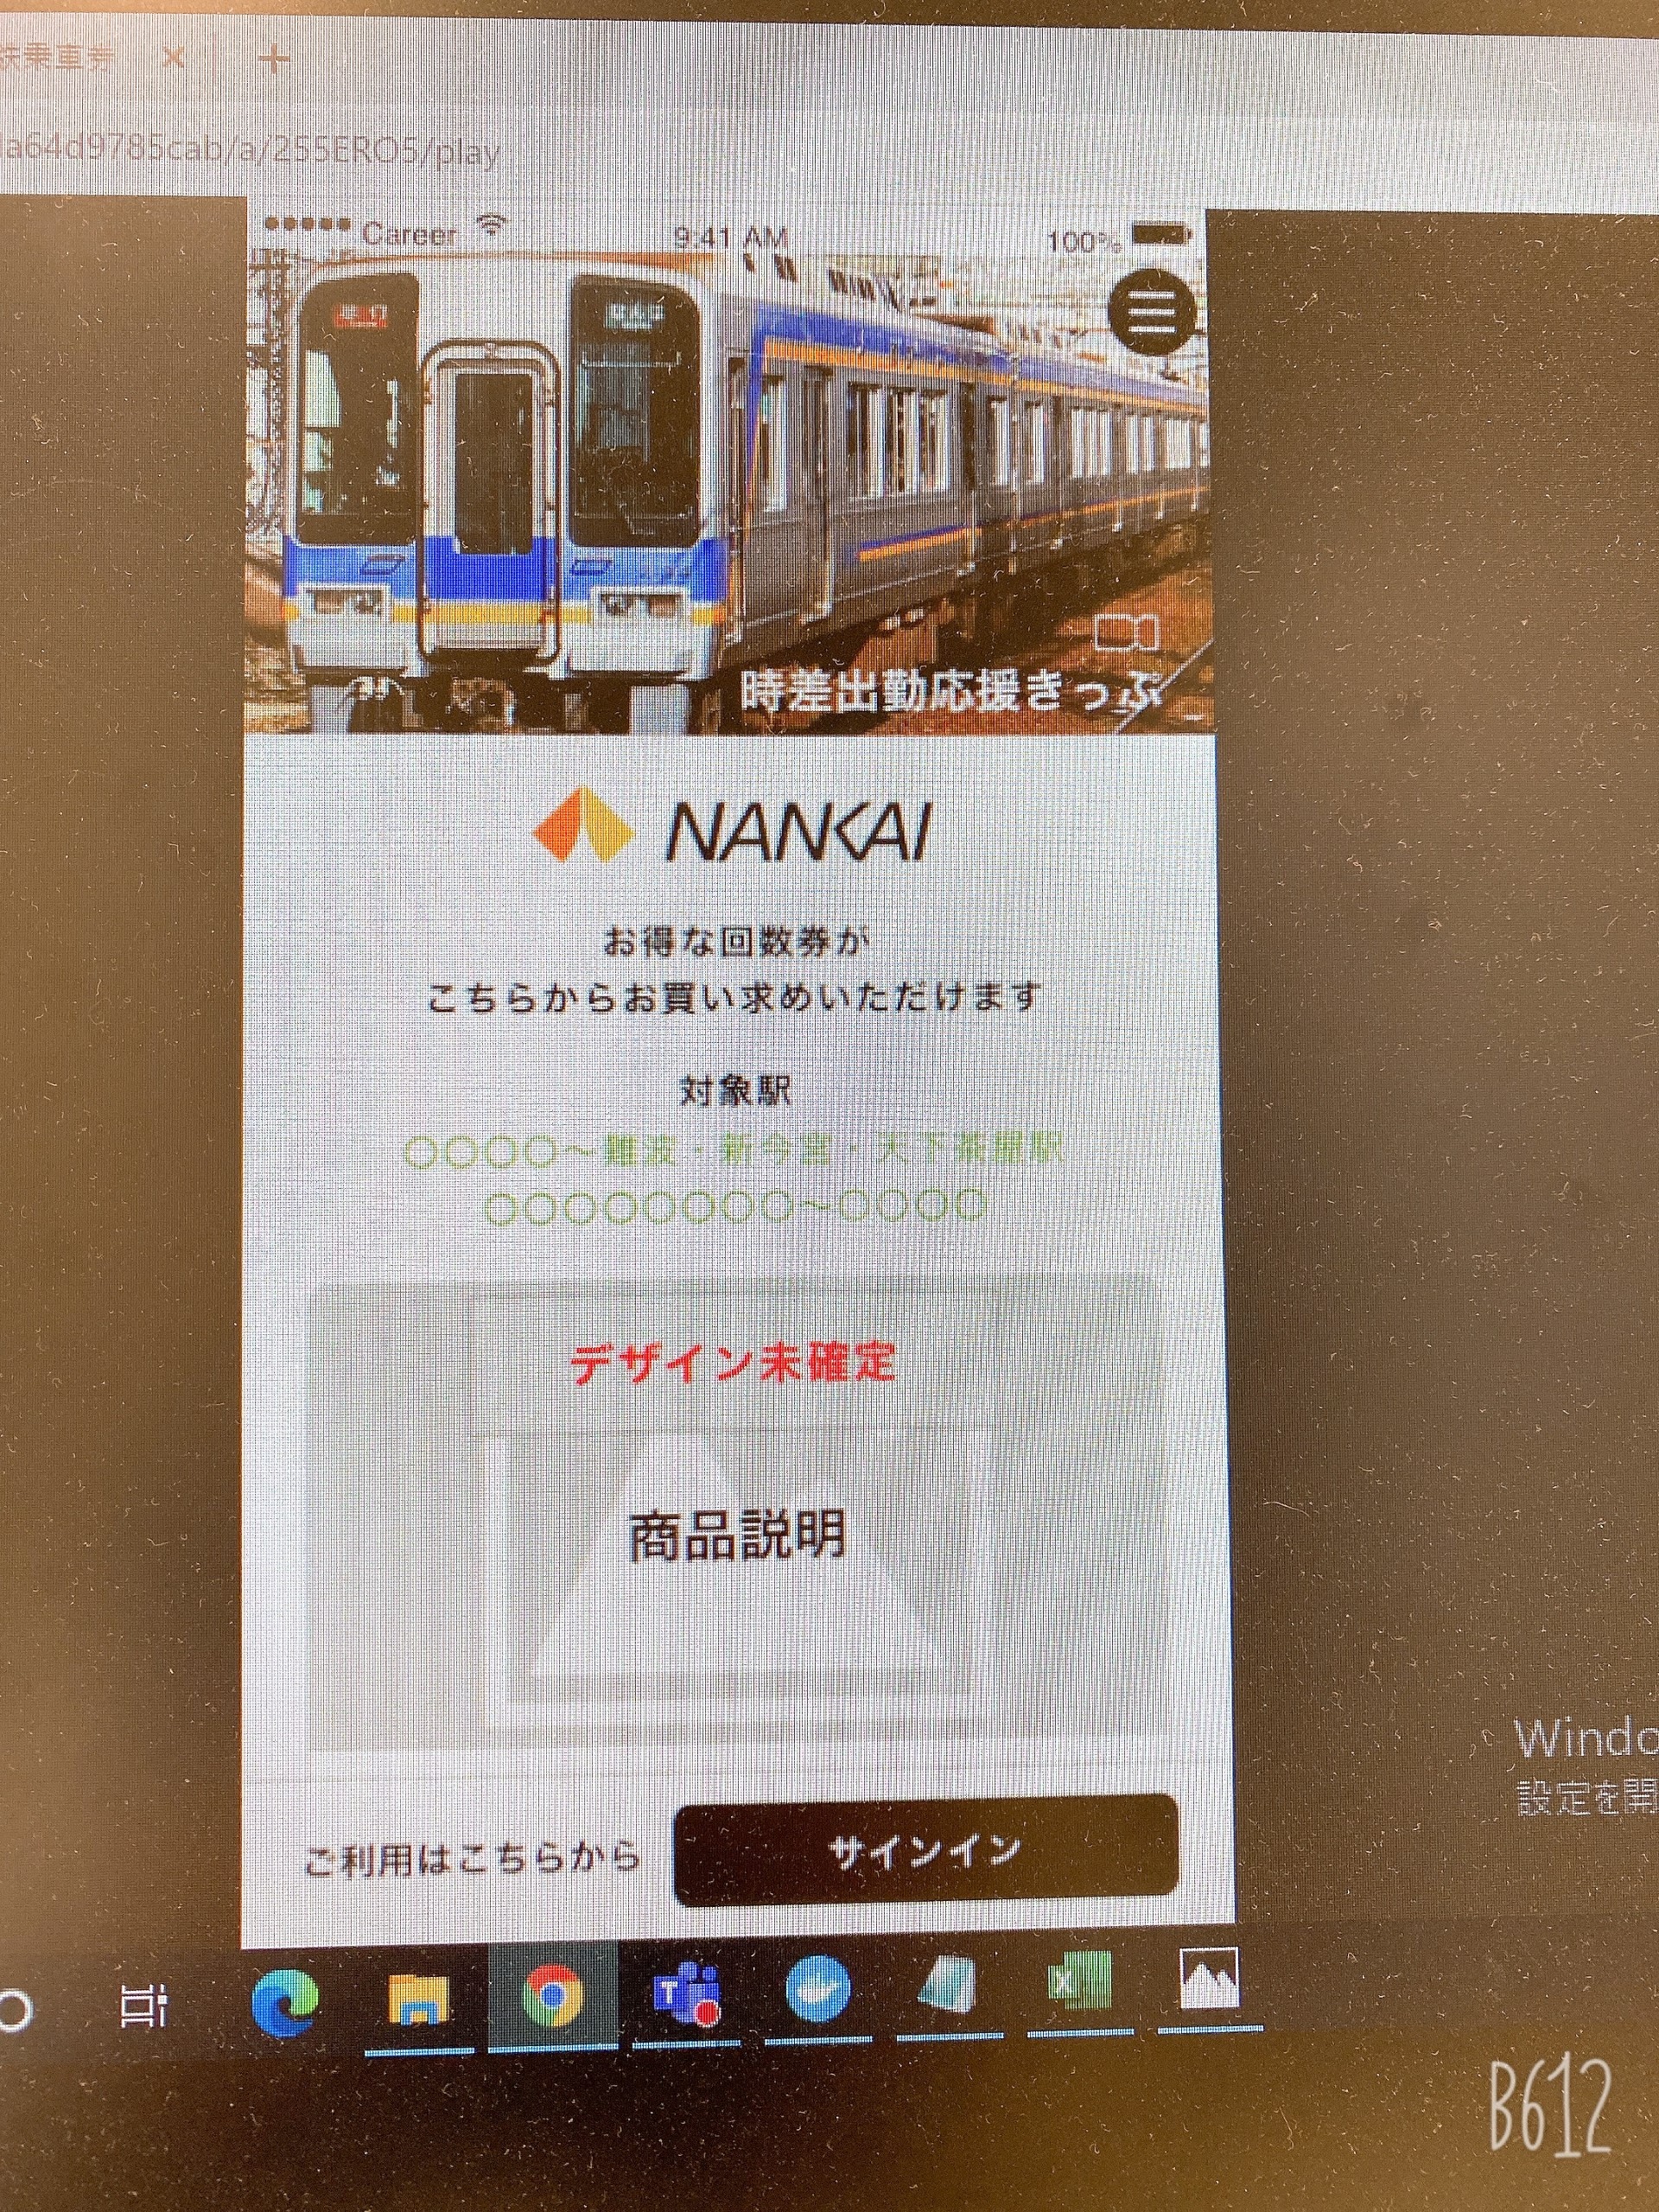 乗車券 × +
a64d9785cab/a/255ERO5/play
Career 9:41 AM 100%
時差出勤応援きっぷ
NANKAI
お得な回数券が
こちらからお買い求めいただけます
対象駅
〇〇〇〇~難波・新今宮・天下茶屋駅
〇〇〇〇〇〇〇〇~〇〇〇〇
デザイン未確定
商品説明
Windo
設定を開
ご利用はこちらから サインイン
B612